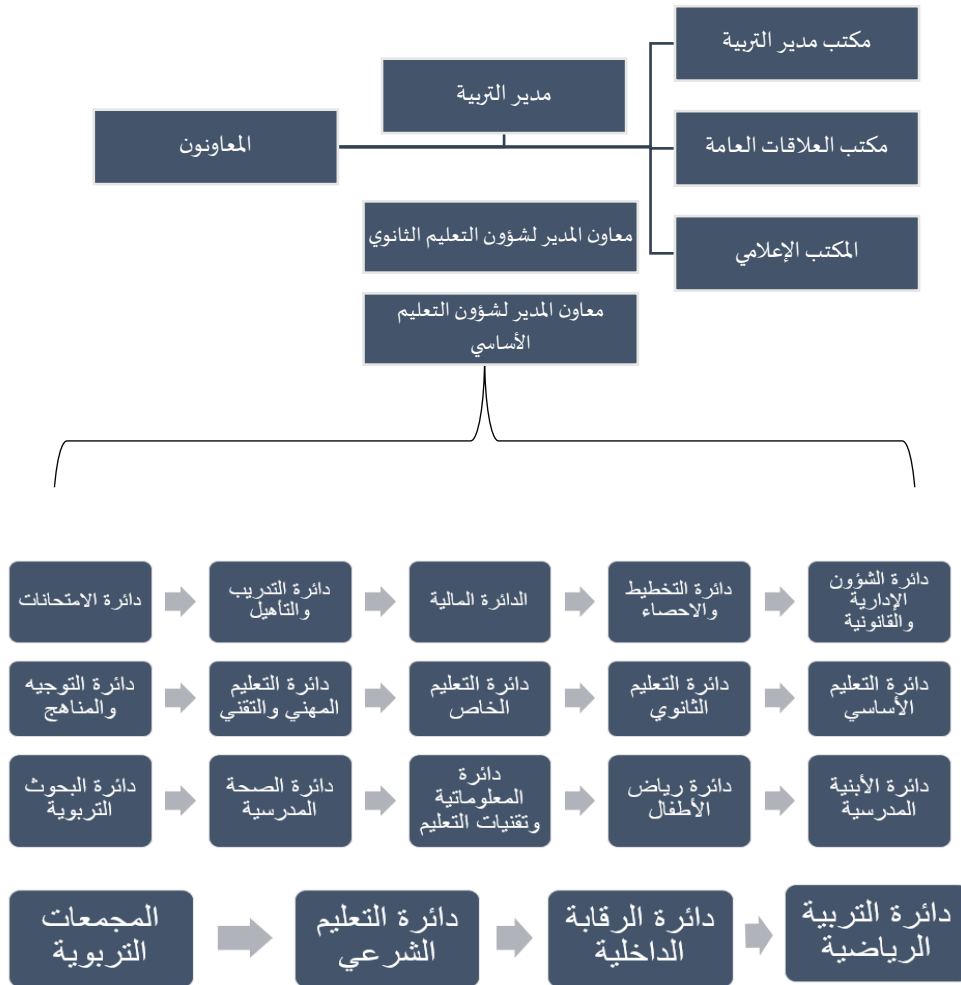 مكتب مدير التربية
مدير التربية
المعاونون
مكتب العلاقات العامة
معاون المدير لشؤون التعليم الثانوي
المكتب الإعلامي
معاون المدير لشؤون التعليم
الأساسي
دائرة الشؤون
الإدارية
والقانونية
دائرة التخطيط
والاحصاء
الدائرة المالية
دائرة التدريب
والتأهيل
دائرة الامتحانات
دائرة التعليم
الأساسي
دائرة التعليم
الثانوي
دائرة التعليم
الخاص
دائرة التعليم
المهني والتقني
دائرة التوجيه
والمناهج
دائرة الأبنية
المدرسية
دائرة رياض
الأطفال
دائرة
المعلوماتية
وتقنيات التعليم
دائرة الصحة
المدرسية
دائرة البحوث
التربوية
دائرة التربية
الرياضية
دائرة الرقابة
الداخلية
دائرة التعليم
الشرعي
المجمعات
التربوية